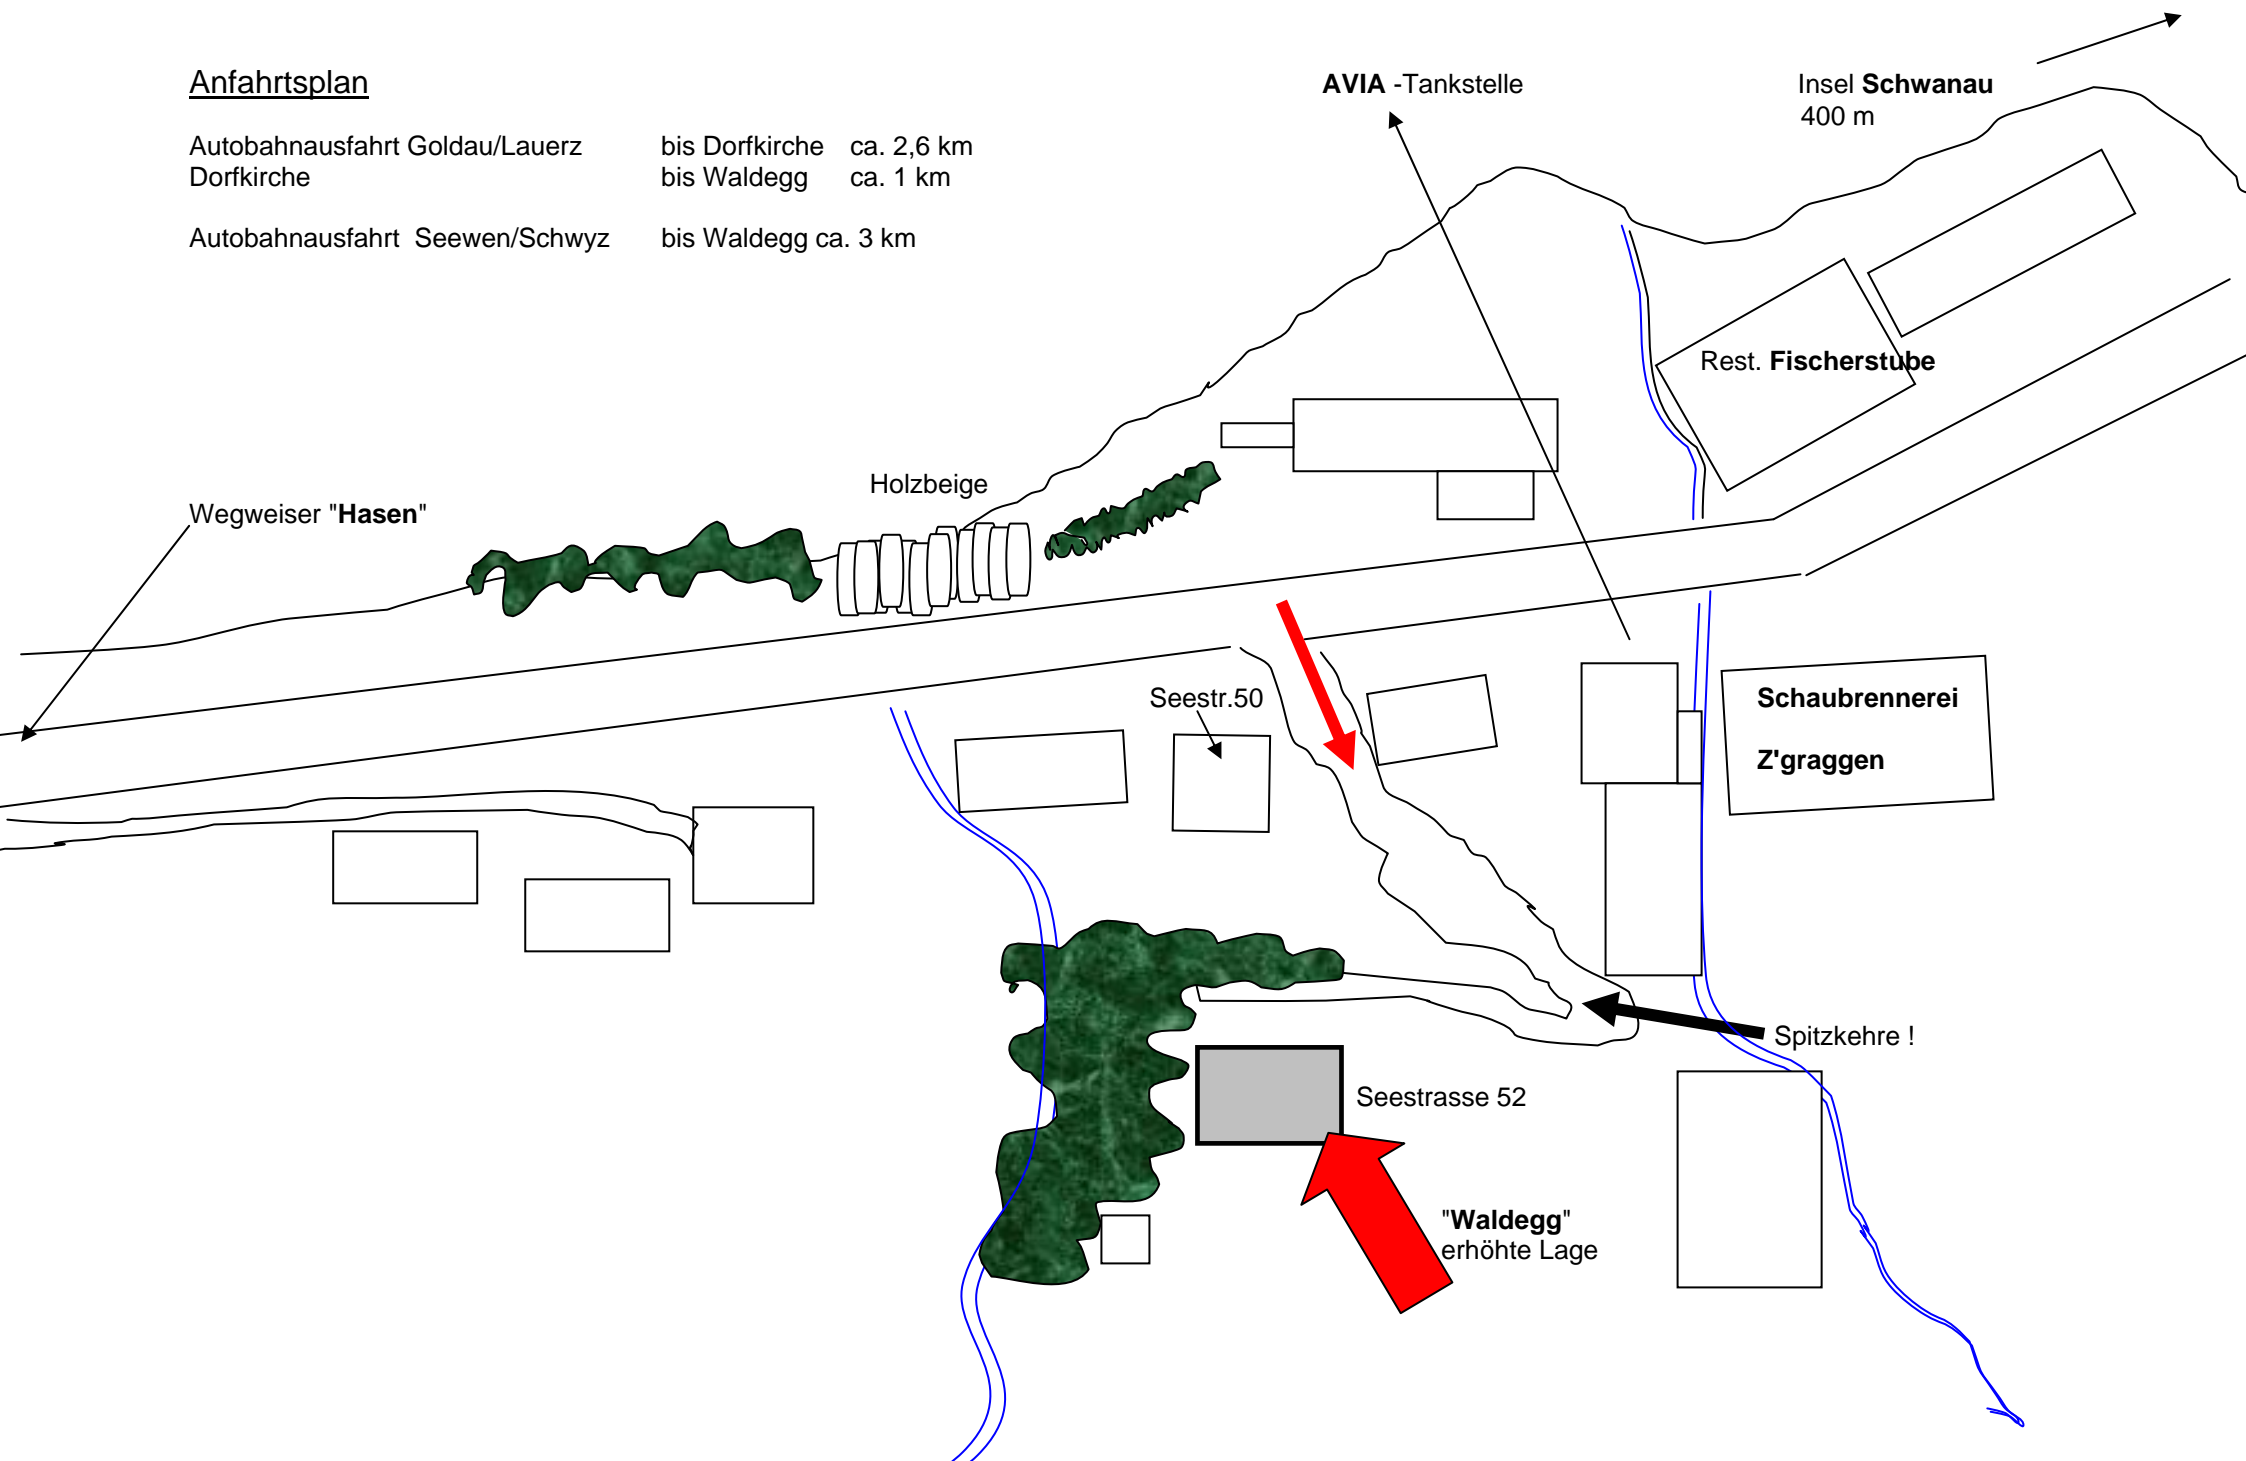 Anfahrtsplan
AVIA -Tankstelle
Insel Schwanau
400 m
Autobahnausfahrt Goldau/Lauerz bis Dorfkirche ca. 2,6 km
Dorfkirche bis Waldegg ca. 1 km
Autobahnausfahrt Seewen/Schwyz bis Waldegg ca. 3 km
Rest. Fischerstube
Holzbeige
Wegweiser "Hasen"
Seestr.50
Schaubrennerei
Z'graggen
Spitzkehre !
Seestrasse 52
"Waldegg"
erhöhte Lage